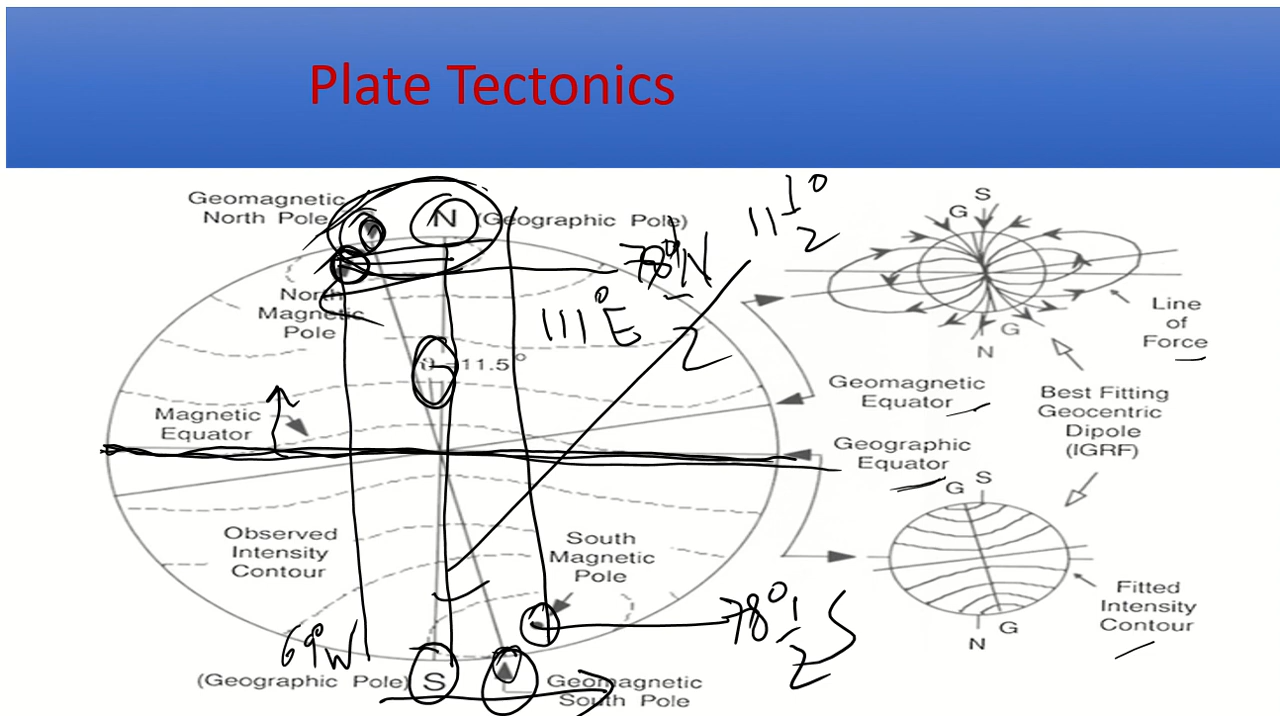 Plate Tectonics
Geomagnetic
North Pole
N (Geographic Pole)
North
Magnetic
Pole
11 1/2°
78° 1/2 N
111°E
11.5°
Magnetic
Equator
Observed
Intensity
Contour
South
Magnetic
Pole
69°W
78° 1/2 S
(Geographic Pole) S
Geomagnetic
South Pole
S
G
G
N
Line
of
Force
Geomagnetic
Equator
Geographic
Equator
Best Fitting
Geocentric
Dipole
(IGRF)
G S
N G
Fitted
Intensity
Contour